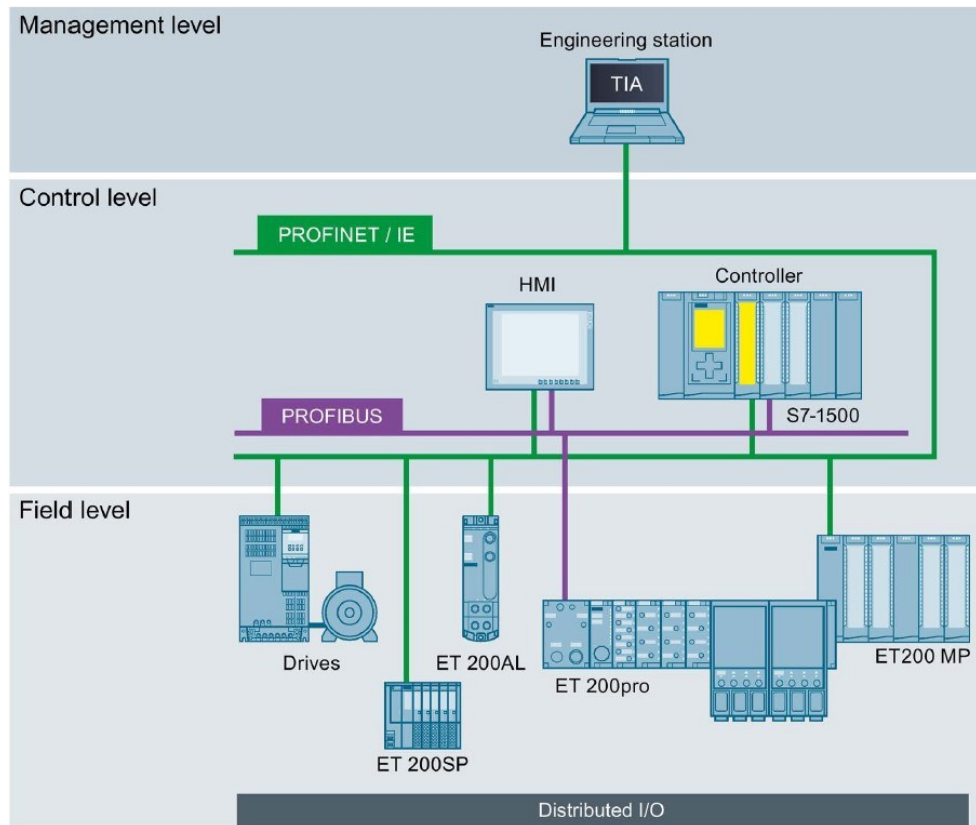 Management level
Engineering station
TIA
Control level
PROFINET / IE
HMI
Controller
PROFIBUS
S7-1500
Field level
Drives
ET 200AL
ET 200pro
ET200 MP
ET 200SP
Distributed I/O